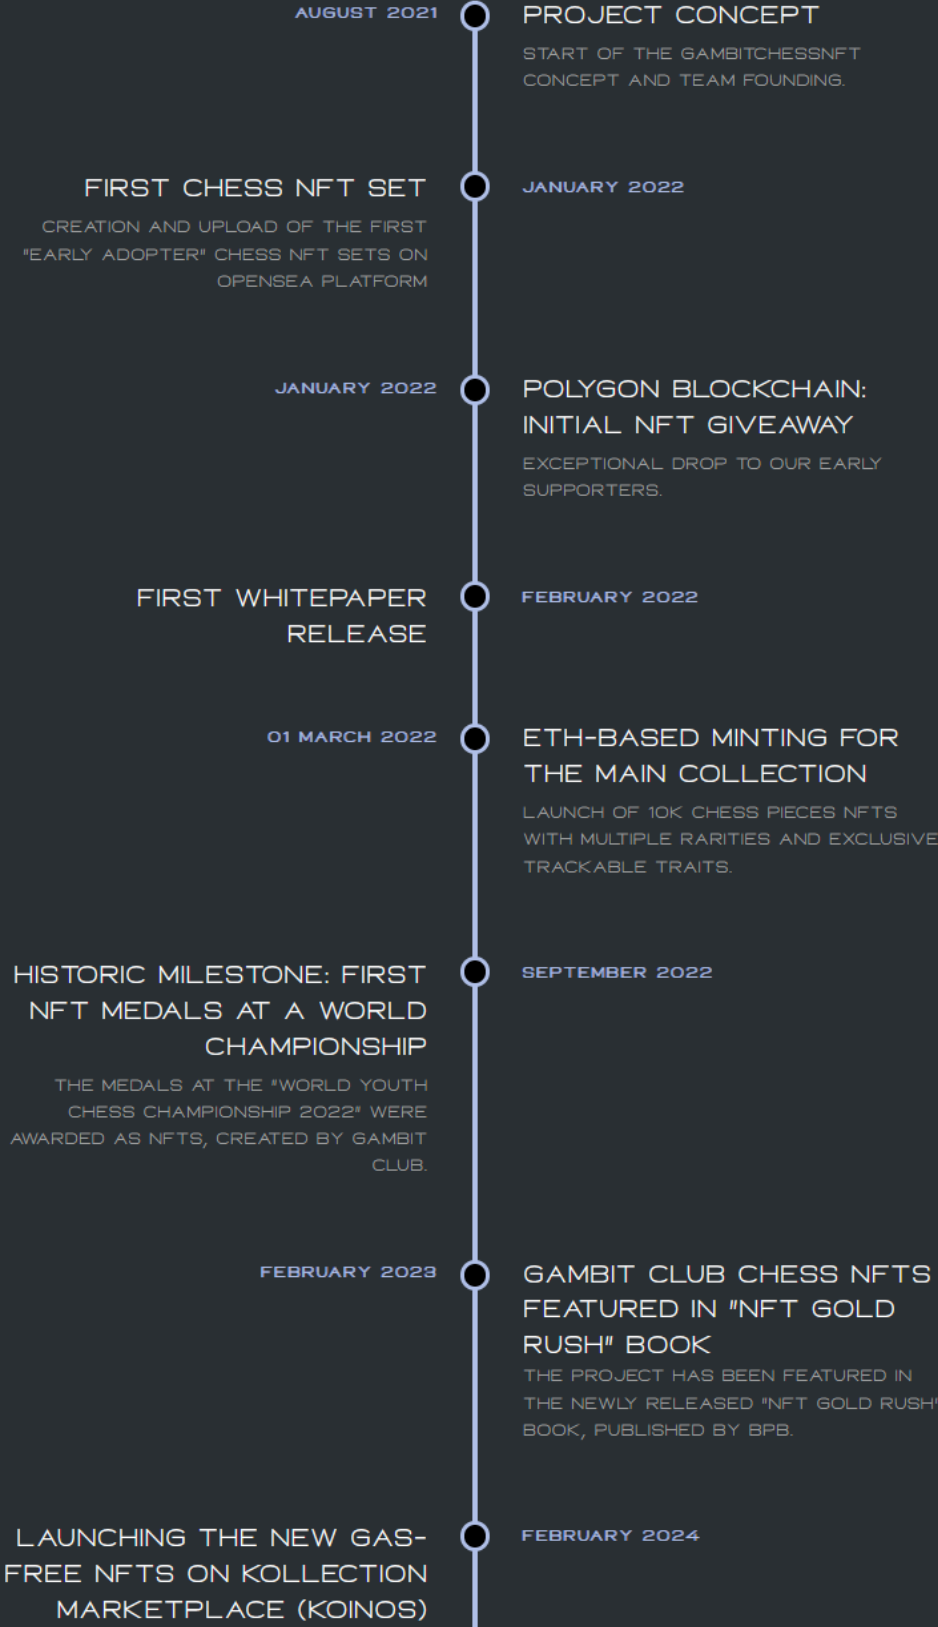 AUGUST 2021
PROJECT CONCEPT
START OF THE GAMBITCHESSNFT
CONCEPT AND TEAM FOUNDING.
FIRST CHESS NFT SET
JANUARY 2022
CREATION AND UPLOAD OF THE FIRST
"EARLY ADOPTER" CHESS NFT SETS ON
OPENSEA PLATFORM
JANUARY 2022
POLYGON BLOCKCHAIN:
INITIAL NFT GIVEAWAY
EXCEPTIONAL DROP TO OUR EARLY
SUPPORTERS.
FIRST WHITEPAPER
RELEASE
FEBRUARY 2022
01 MARCH 2022
ETH-BASED MINTING FOR
THE MAIN COLLECTION
LAUNCH OF 10K CHESS PIECES NFTS
WITH MULTIPLE RARITIES AND EXCLUSIVE
TRACKABLE TRAITS.
HISTORIC MILESTONE: FIRST
NFT MEDALS AT A WORLD
CHAMPIONSHIP
SEPTEMBER 2022
THE MEDALS AT THE "WORLD YOUTH
CHESS CHAMPIONSHIP 2022" WERE
AWARDED AS NFTS, CREATED BY GAMBIT
CLUB.
FEBRUARY 2023
GAMBIT CLUB CHESS NFTS
FEATURED IN "NFT GOLD
RUSH" BOOK
THE PROJECT HAS BEEN FEATURED IN
THE NEWLY RELEASED "NFT GOLD RUSH"
BOOK, PUBLISHED BY BPB.
LAUNCHING THE NEW GAS-
FREE NFTS ON KOLLECTION
MARKETPLACE (KOINOS)
FEBRUARY 2024